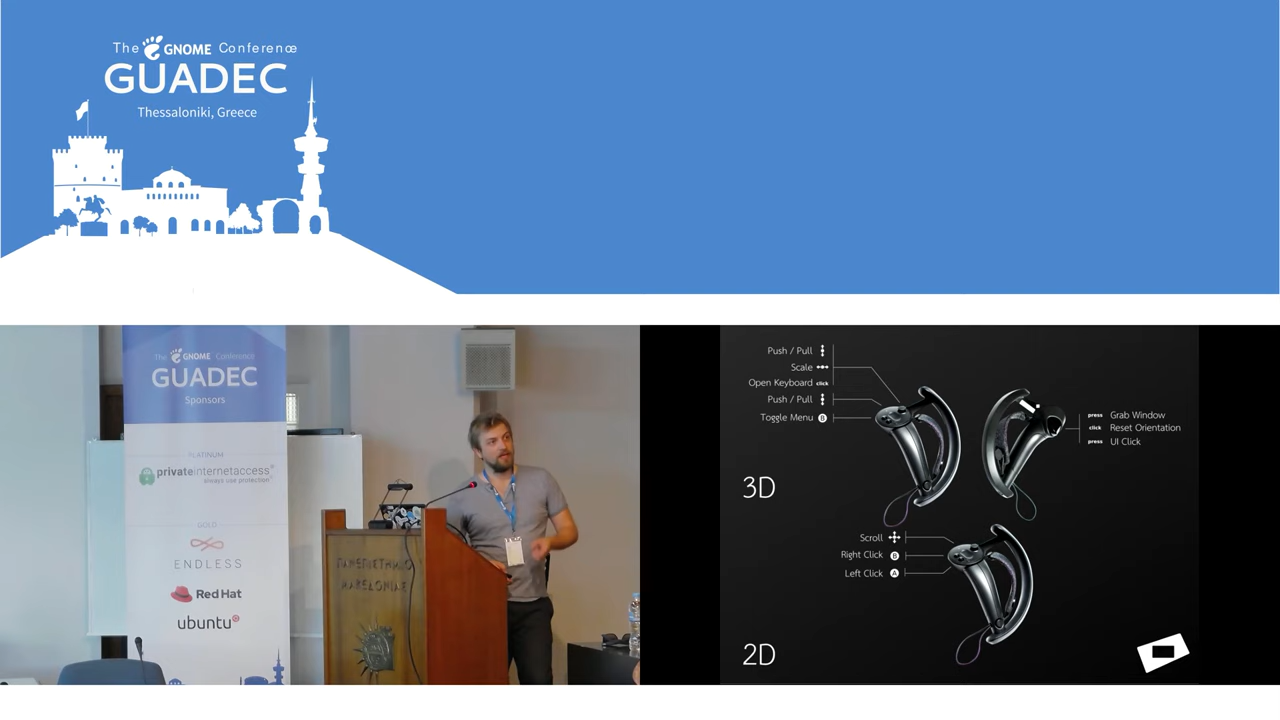 The GNOME Conference
GUADEC
Thessaloniki, Greece
The GNOME Conference
GUADEC
Sponsors
PLATINUM
privateinternetaccess®
always use protection
GOLD
ENDLESS
Red Hat
ubuntu®
ΠΑΝΕΠΙΣΤΗΜΙΟ
ΜΑΚΕΔΟΝΙΑΣ
Push / Pull
Scale
Open Keyboard click
Push / Pull
Toggle Menu B
press Grab Window
click Reset Orientation
press UI Click
3D
Scroll
Right Click B
Left Click A
2D